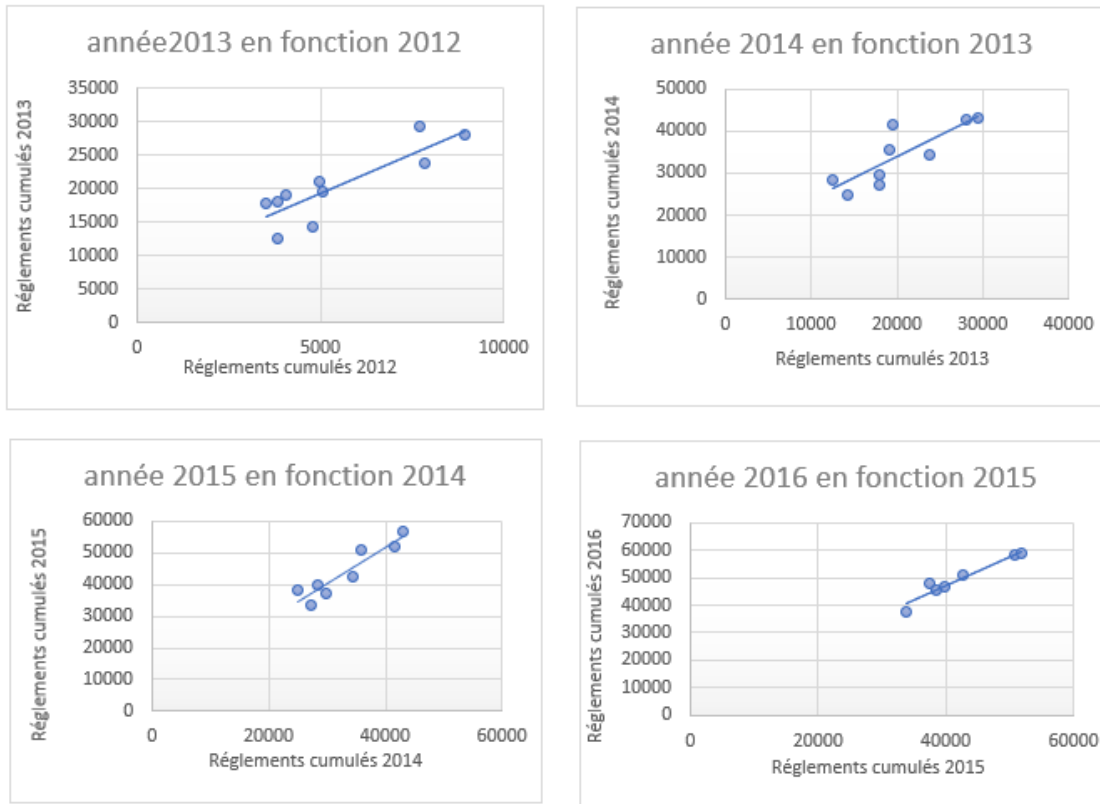 année2013 en fonction 2012
Réglements cumulés 2013
35000
30000
25000
20000
15000
10000
5000
0
0 5000 10000
Réglements cumulés 2012
année 2014 en fonction 2013
Réglements cumulés 2014
50000
40000
30000
20000
10000
0
0 10000 20000 30000 40000
Réglements cumulés 2013
année 2015 en fonction 2014
Réglements cumulés 2015
60000
50000
40000
30000
20000
10000
0
0 20000 40000 60000
Réglements cumulés 2014
année 2016 en fonction 2015
Réglements cumulés 2016
70000
60000
50000
40000
30000
20000
10000
0
0 20000 40000 60000
Réglements cumulés 2015